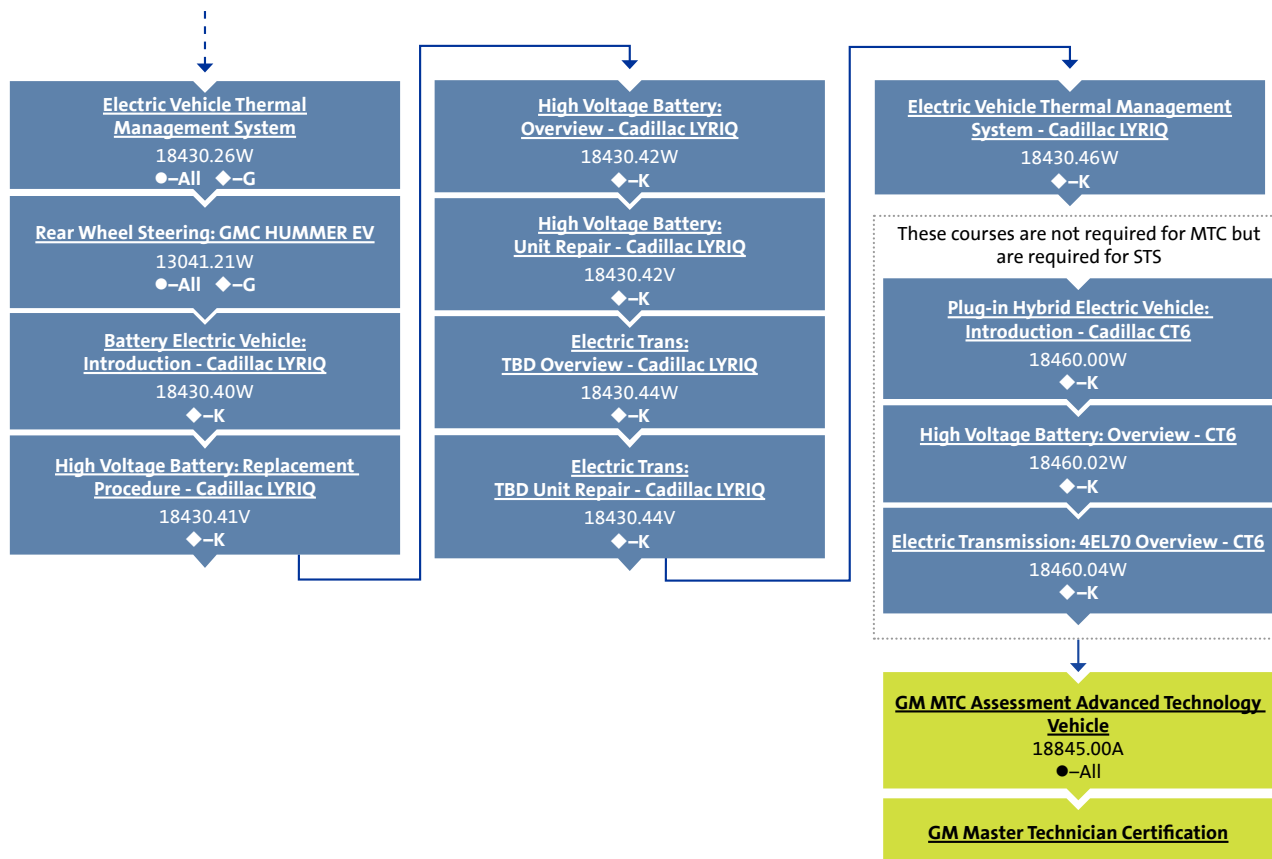 Electric Vehicle Thermal
Management System
18430.26W
●–All ◆–G
Rear Wheel Steering: GMC HUMMER EV
13041.21W
●–All ◆–G
Battery Electric Vehicle:
Introduction - Cadillac LYRIQ
18430.40W
◆–K
High Voltage Battery: Replacement
Procedure - Cadillac LYRIQ
18430.41V
◆–K
High Voltage Battery:
Overview - Cadillac LYRIQ
18430.42W
◆–K
High Voltage Battery:
Unit Repair - Cadillac LYRIQ
18430.42V
◆–K
Electric Trans:
TBD Overview - Cadillac LYRIQ
18430.44W
◆–K
Electric Trans:
TBD Unit Repair - Cadillac LYRIQ
18430.44V
◆–K
Electric Vehicle Thermal Management
System - Cadillac LYRIQ
18430.46W
◆–K
These courses are not required for MTC but
are required for STS
Plug-in Hybrid Electric Vehicle:
Introduction - Cadillac CT6
18460.00W
◆–K
High Voltage Battery: Overview - CT6
18460.02W
◆–K
Electric Transmission: 4EL70 Overview - CT6
18460.04W
◆–K
GM MTC Assessment Advanced Technology
Vehicle
18845.00A
●–All
GM Master Technician Certification